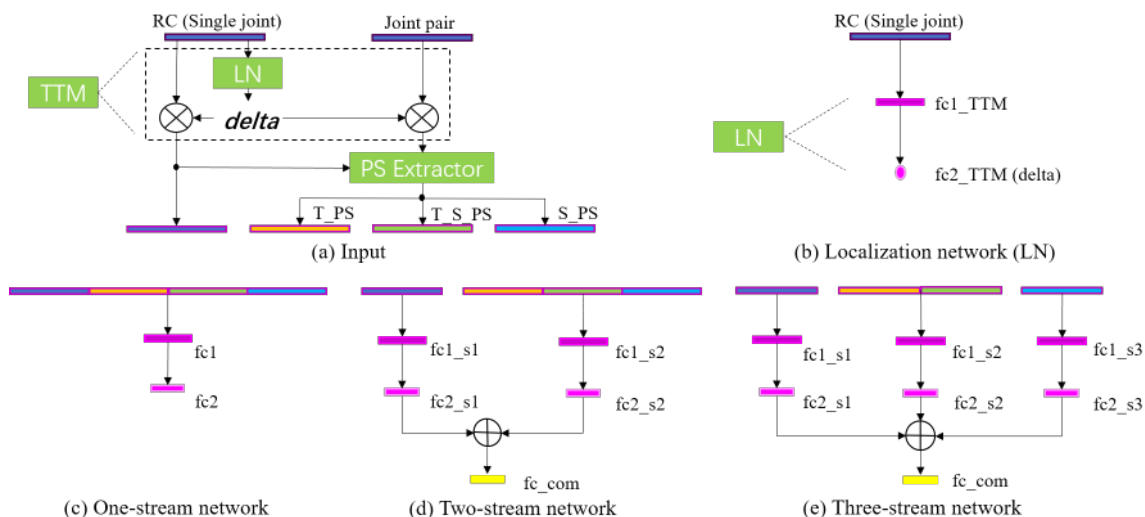 RC (Single joint)
Joint pair
TTM
LN
delta
PS Extractor
T_PS
T_S_PS
S_PS
(a) Input
RC (Single joint)
LN
fc1_TTM
fc2_TTM (delta)
(b) Localization network (LN)
fc1
fc2
(c) One-stream network
fc1_s1
fc1_s2
fc2_s1
fc2_s2
fc_com
(d) Two-stream network
fc1_s1
fc1_s2
fc1_s3
fc2_s1
fc2_s2
fc2_s3
fc_com
(e) Three-stream network